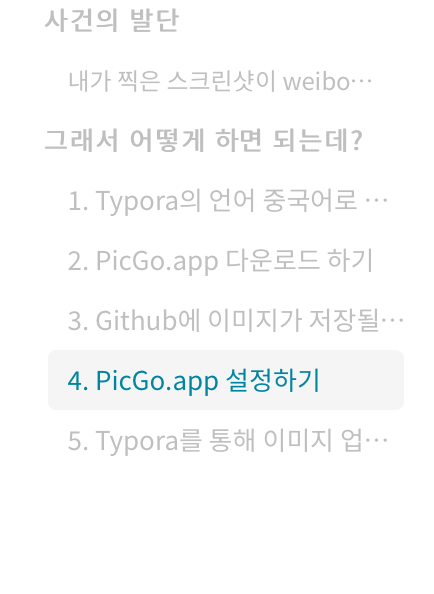 사건의 발단
내가 찍은 스크린샷이 weibo…
그래서 어떻게 하면 되는데?
1. Typora의 언어 중국어로 …
2. PicGo.app 다운로드 하기
3. Github에 이미지가 저장될…
4. PicGo.app 설정하기
5. Typora를 통해 이미지 업…